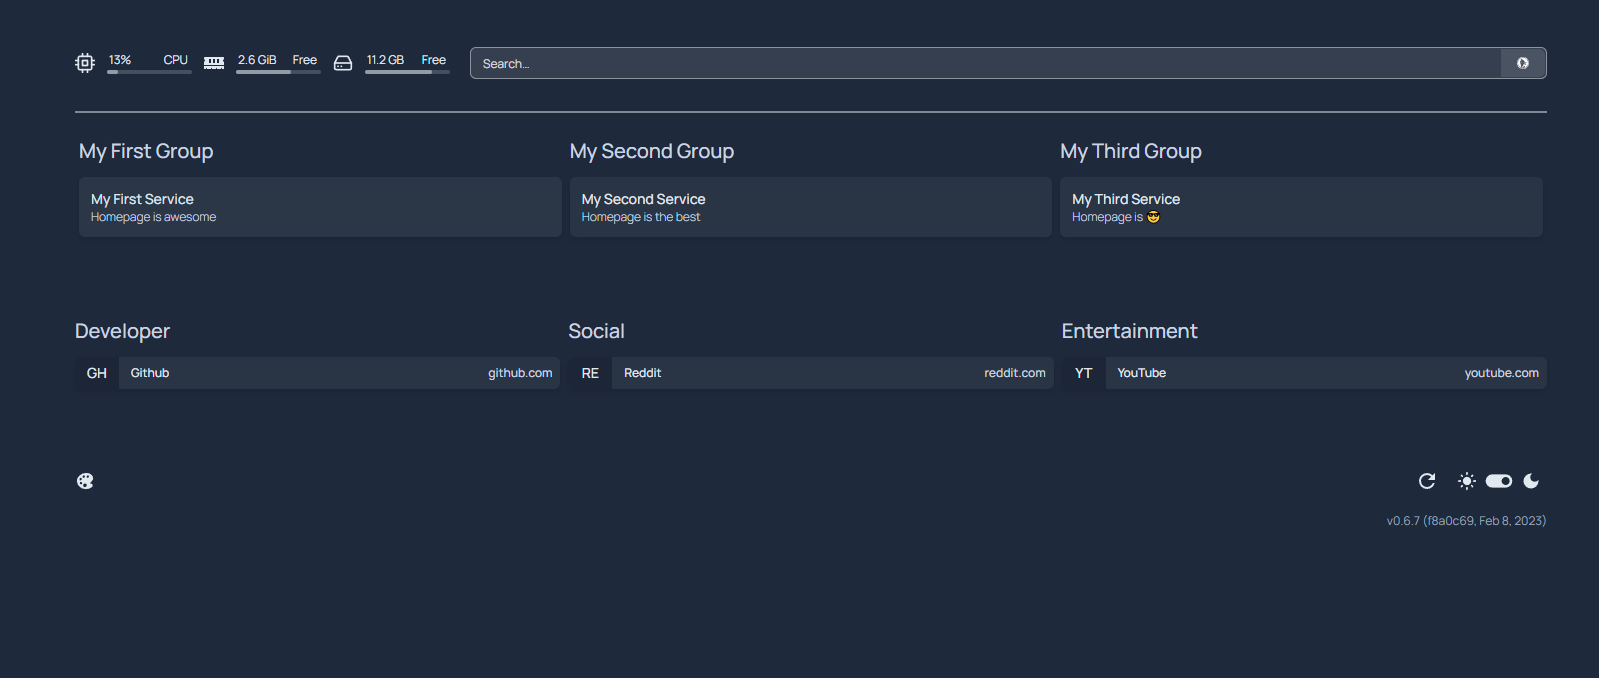 13% CPU 2.6 GiB Free 11.2 GB Free Search...
My First Group My Second Group My Third Group
My First Service My Second Service My Third Service
Homepage is awesome Homepage is the best Homepage is 😎
Developer Social Entertainment
GH Github github.com RE Reddit reddit.com YT YouTube youtube.com
v0.6.7 (f8a0c69, Feb 8, 2023)